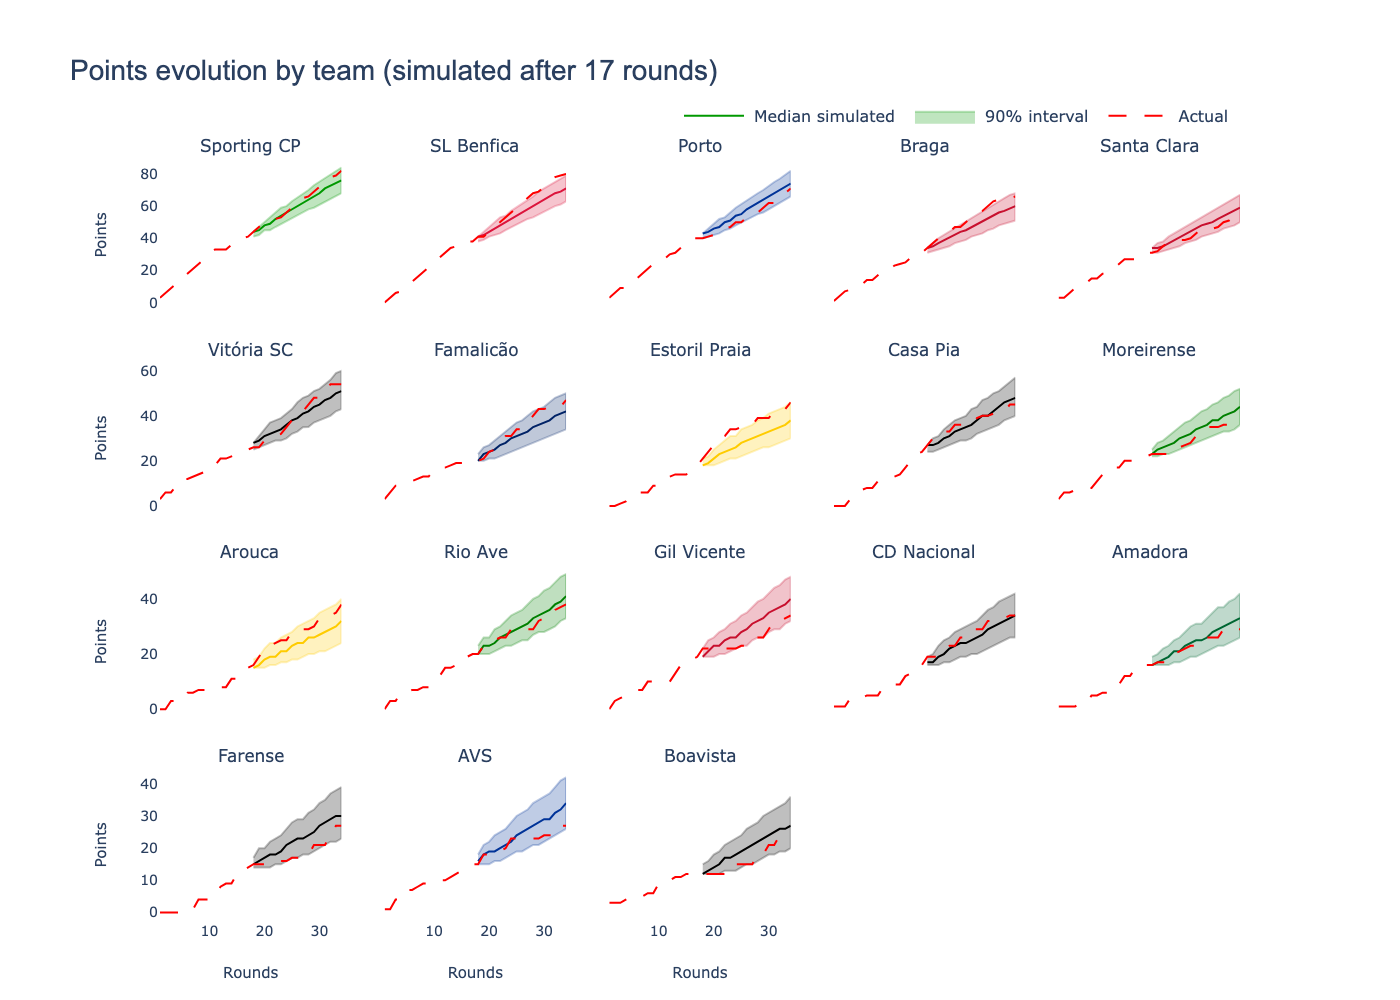 Points evolution by team (simulated after 17 rounds)
Median simulated 90% interval Actual
Sporting CP SL Benfica Porto Braga Santa Clara
80
60
40
20
0
Points
Vitória SC Famalicão Estoril Praia Casa Pia Moreirense
60
40
20
0
Points
Arouca Rio Ave Gil Vicente CD Nacional Amadora
40
20
0
Points
Farense AVS Boavista
40
30
20
10
0
Points
10 20 30 10 20 30 10 20 30
Rounds Rounds Rounds